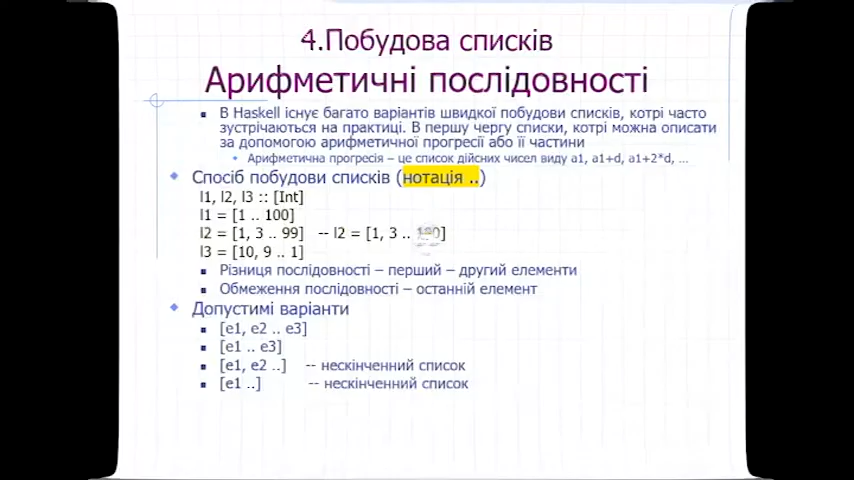 4.Побудова списків
Арифметичні послідовності
В Haskell існує багато варіантів швидкої побудови списків, котрі часто
зустрічаються на практиці. В першу чергу списки, котрі можна описати
за допомогою арифметичної прогресії або її частини
Арифметична прогресія – це список дійсних чисел виду a1, a1+d, a1+2*d, …
Спосіб побудови списків (нотація ..)
l1, l2, l3 :: [Int]
l1 = [1 .. 100]
l2 = [1, 3 .. 99] -- l2 = [1, 3 .. 100]
l3 = [10, 9 .. 1]
Різниця послідовності – перший – другий елементи
Обмеження послідовності – останній елемент
Допустимі варіанти
[e1, e2 .. e3]
[e1 .. e3]
[e1, e2 ..] -- нескінченний список
[e1 ..] -- нескінченний список